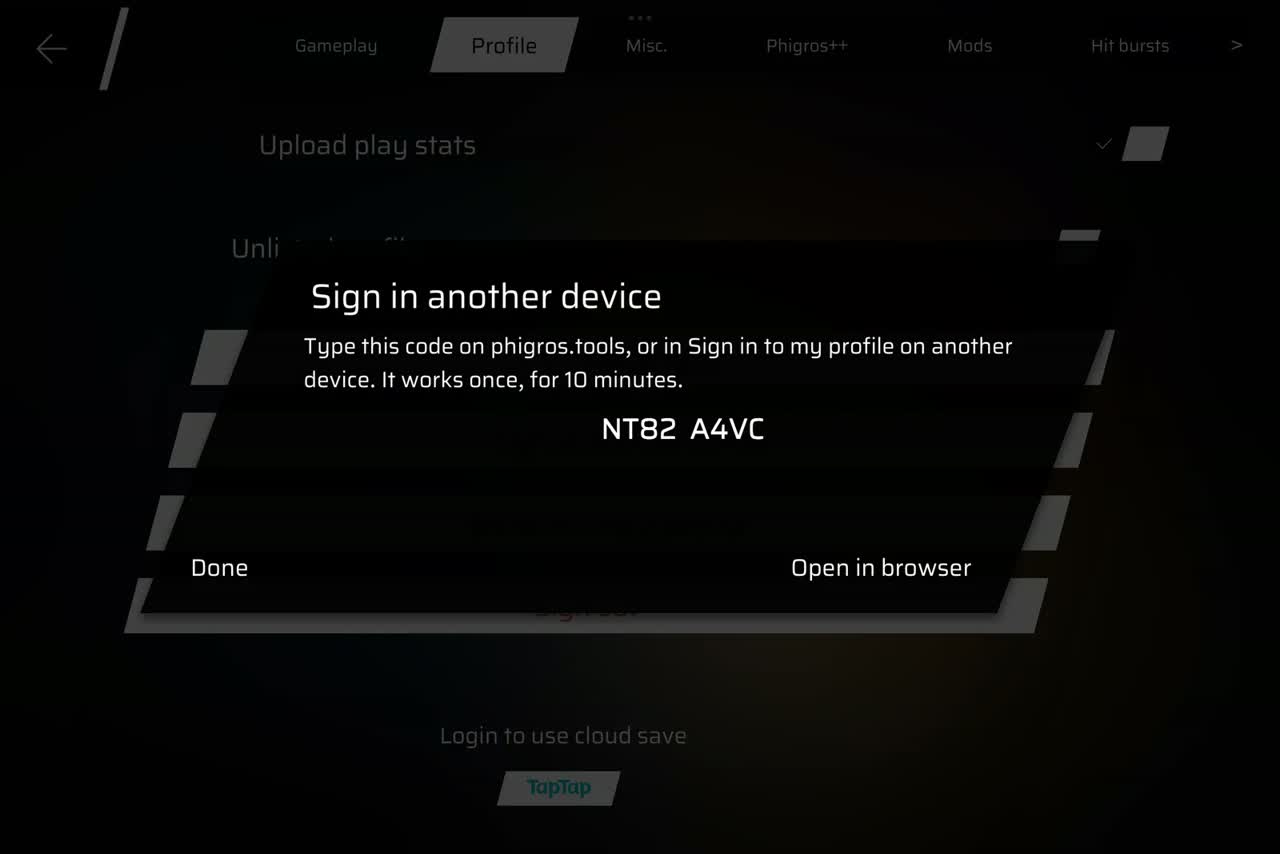 Gameplay Profile Misc. Phigros++ Mods Hit bursts >
Upload play stats
Sign in another device
Type this code on phigros.tools, or in Sign in to my profile on another
device. It works once, for 10 minutes.
NT82 A4VC
Done Open in browser
Login to use cloud save
TapTap